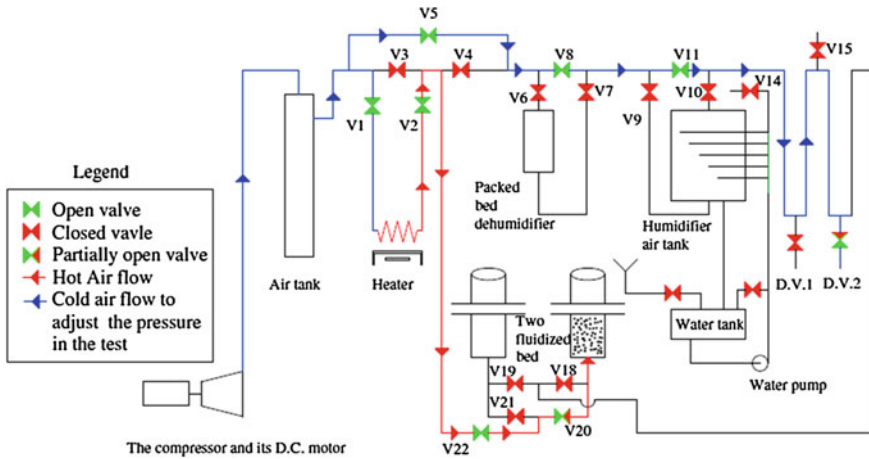 V5
V3
V4
V8
V11
V15
V14
V1
V2
V6
V7
V9
V10
Legend
Open valve
Closed vavle
Partially open valve
Hot Air flow
Cold air flow to
adjust the pressure
in the test
Packed
bed
dehumidifier
Humidifier
air tank
Air tank
Heater
D.V.1
D.V.2
Two
fluidized bed
Water tank
Water pump
V19
V18
V21
V20
V22
The compressor and its D.C. motor